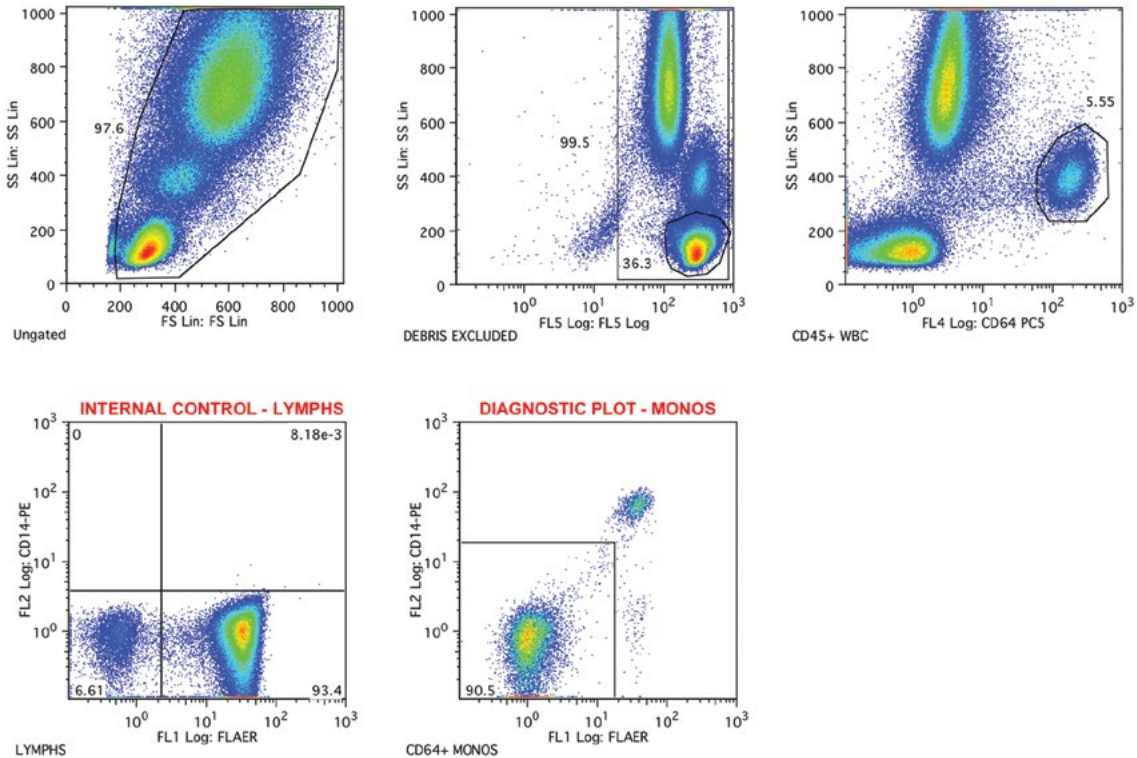 1000
800
600
400
200
0
SS Lin: SS Lin
97.6
0 200 400 600 800 1000
FS Lin: FS Lin
Ungated
1000
800
600
400
200
0
SS Lin: SS Lin
99.5
36.3
10^0 10^1 10^2 10^3
FL5 Log: FL5 Log
DEBRIS EXCLUDED
1000
800
600
400
200
0
SS Lin: SS Lin
5.55
10^0 10^1 10^2 10^3
FL4 Log: CD64 PC5
CD45+ WBC
INTERNAL CONTROL - LYMPHS
10^3
10^2
10^1
10^0
FL2 Log: CD14-PE
0 8.18e-3
6.61 93.4
10^0 10^1 10^2 10^3
FL1 Log: FLAER
LYMPHS
DIAGNOSTIC PLOT - MONOS
10^3
10^2
10^1
10^0
FL2 Log: CD14-PE
90.5
10^0 10^1 10^2 10^3
FL1 Log: FLAER
CD64+ MONOS